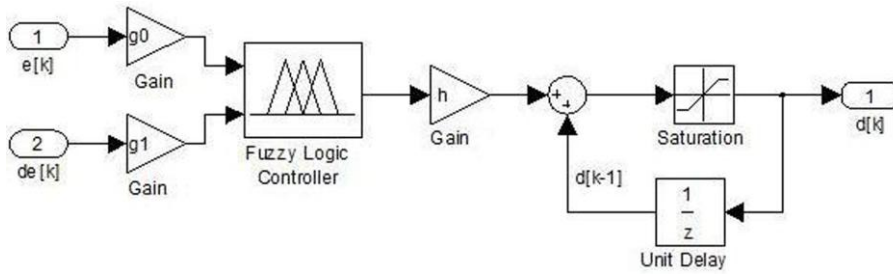 1
e[k]
g0
Gain
2
de[k]
g1
Gain
Fuzzy Logic
Controller
h
Gain
+
+
d[k-1]
Saturation
1
z
Unit Delay
1
d[k]